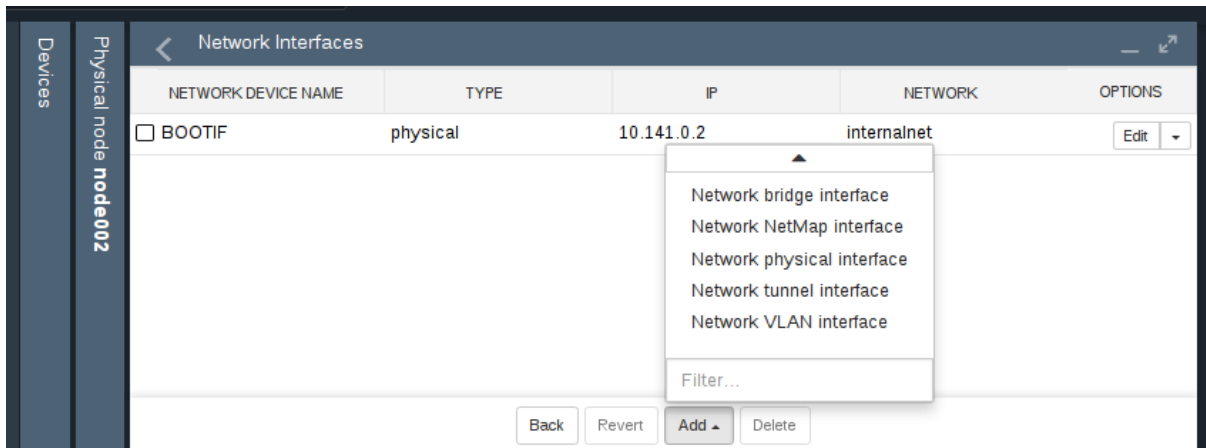 Devices
Physical node node002
Network Interfaces
NETWORK DEVICE NAME TYPE IP NETWORK OPTIONS
BOOTIF physical 10.141.0.2 internalnet Edit
Network bridge interface
Network NetMap interface
Network physical interface
Network tunnel interface
Network VLAN interface
Filter...
Back Revert Add Delete